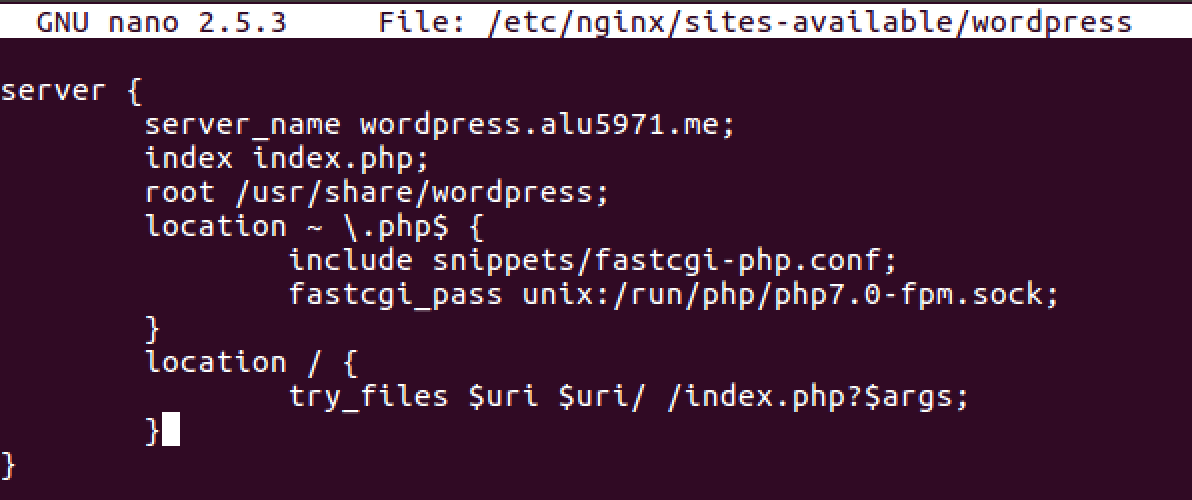 GNU nano 2.5.3      File: /etc/nginx/sites-available/wordpress
server {
        server_name wordpress.alu5971.me;
        index index.php;
        root /usr/share/wordpress;
        location ~ \.php$ {
                include snippets/fastcgi-php.conf;
                fastcgi_pass unix:/run/php/php7.0-fpm.sock;
        }
        location / {
                try_files $uri $uri/ /index.php?$args;
        }
}